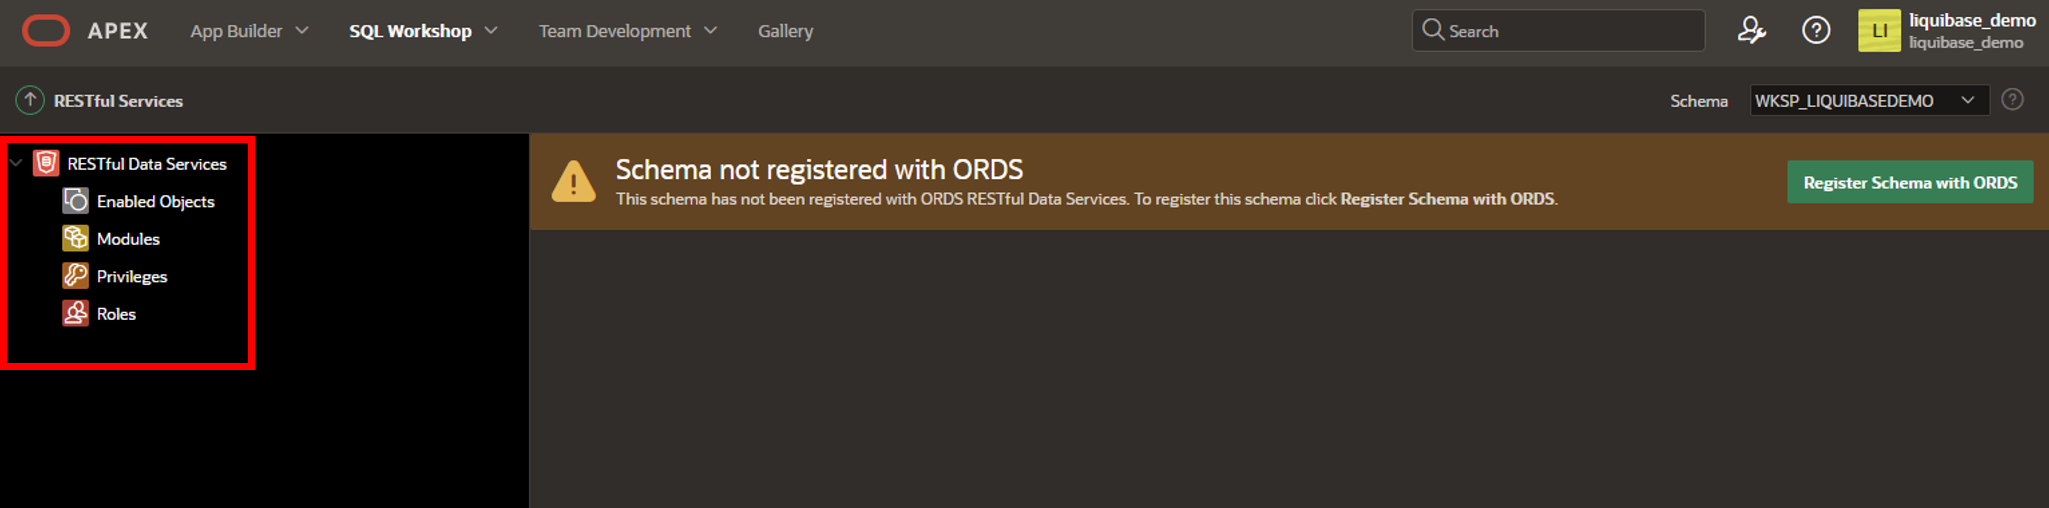 APEX App Builder SQL Workshop Team Development Gallery Search LI liquibase_demo
liquibase_demo
RESTful Services Schema WKSP_LIQUIBASEDEMO
RESTful Data Services
Enabled Objects
Modules
Privileges
Roles
Schema not registered with ORDS
This schema has not been registered with ORDS RESTful Data Services. To register this schema click Register Schema with ORDS.
Register Schema with ORDS